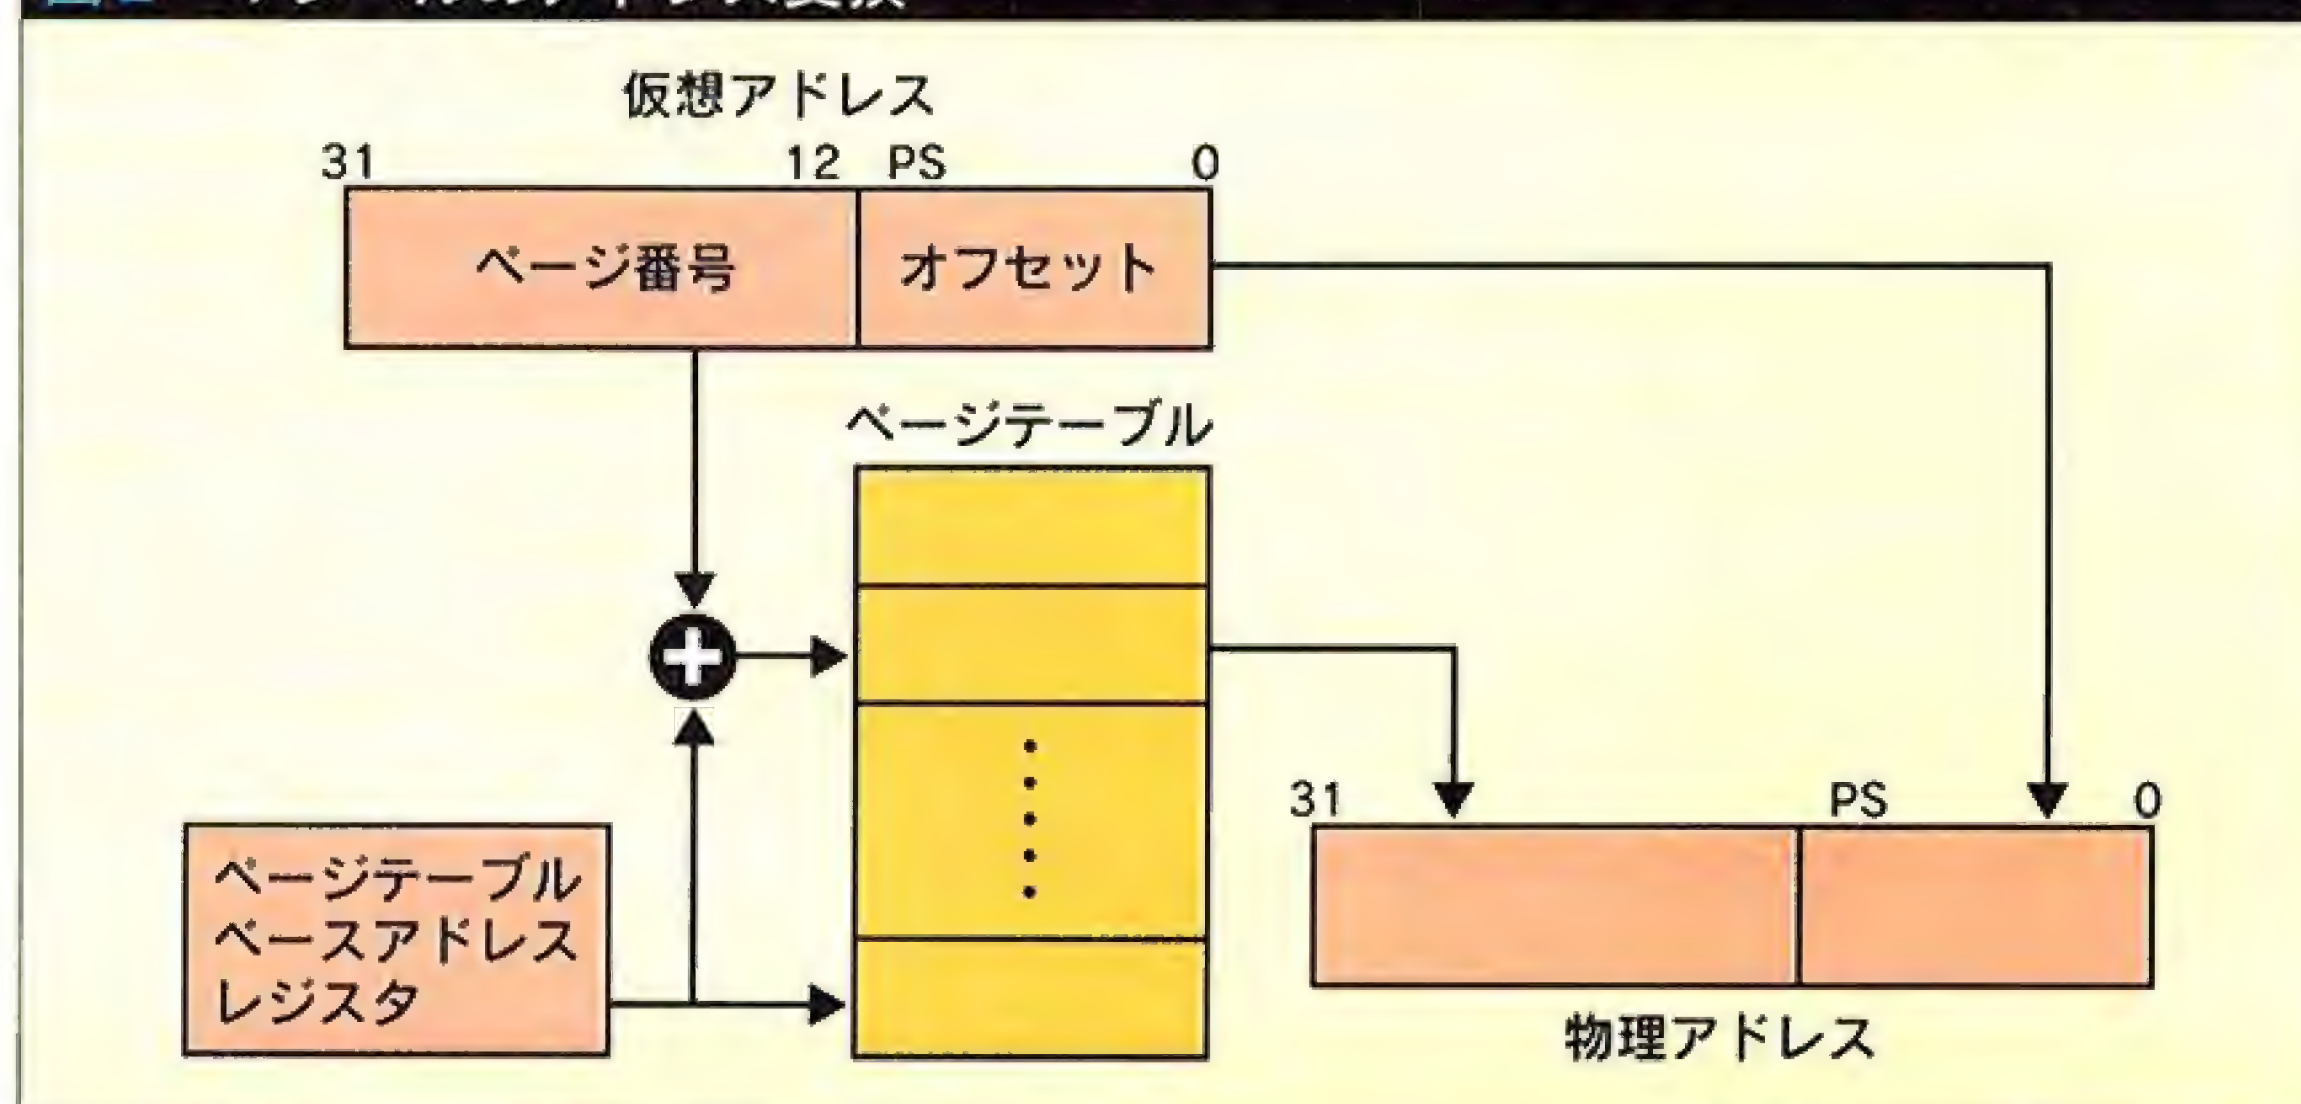 仮想アドレス
31 12 PS 0
ページ番号 オフセット
ページテーブル
31 PS 0
ページテーブル
ベースアドレス
レジスタ
物理アドレス